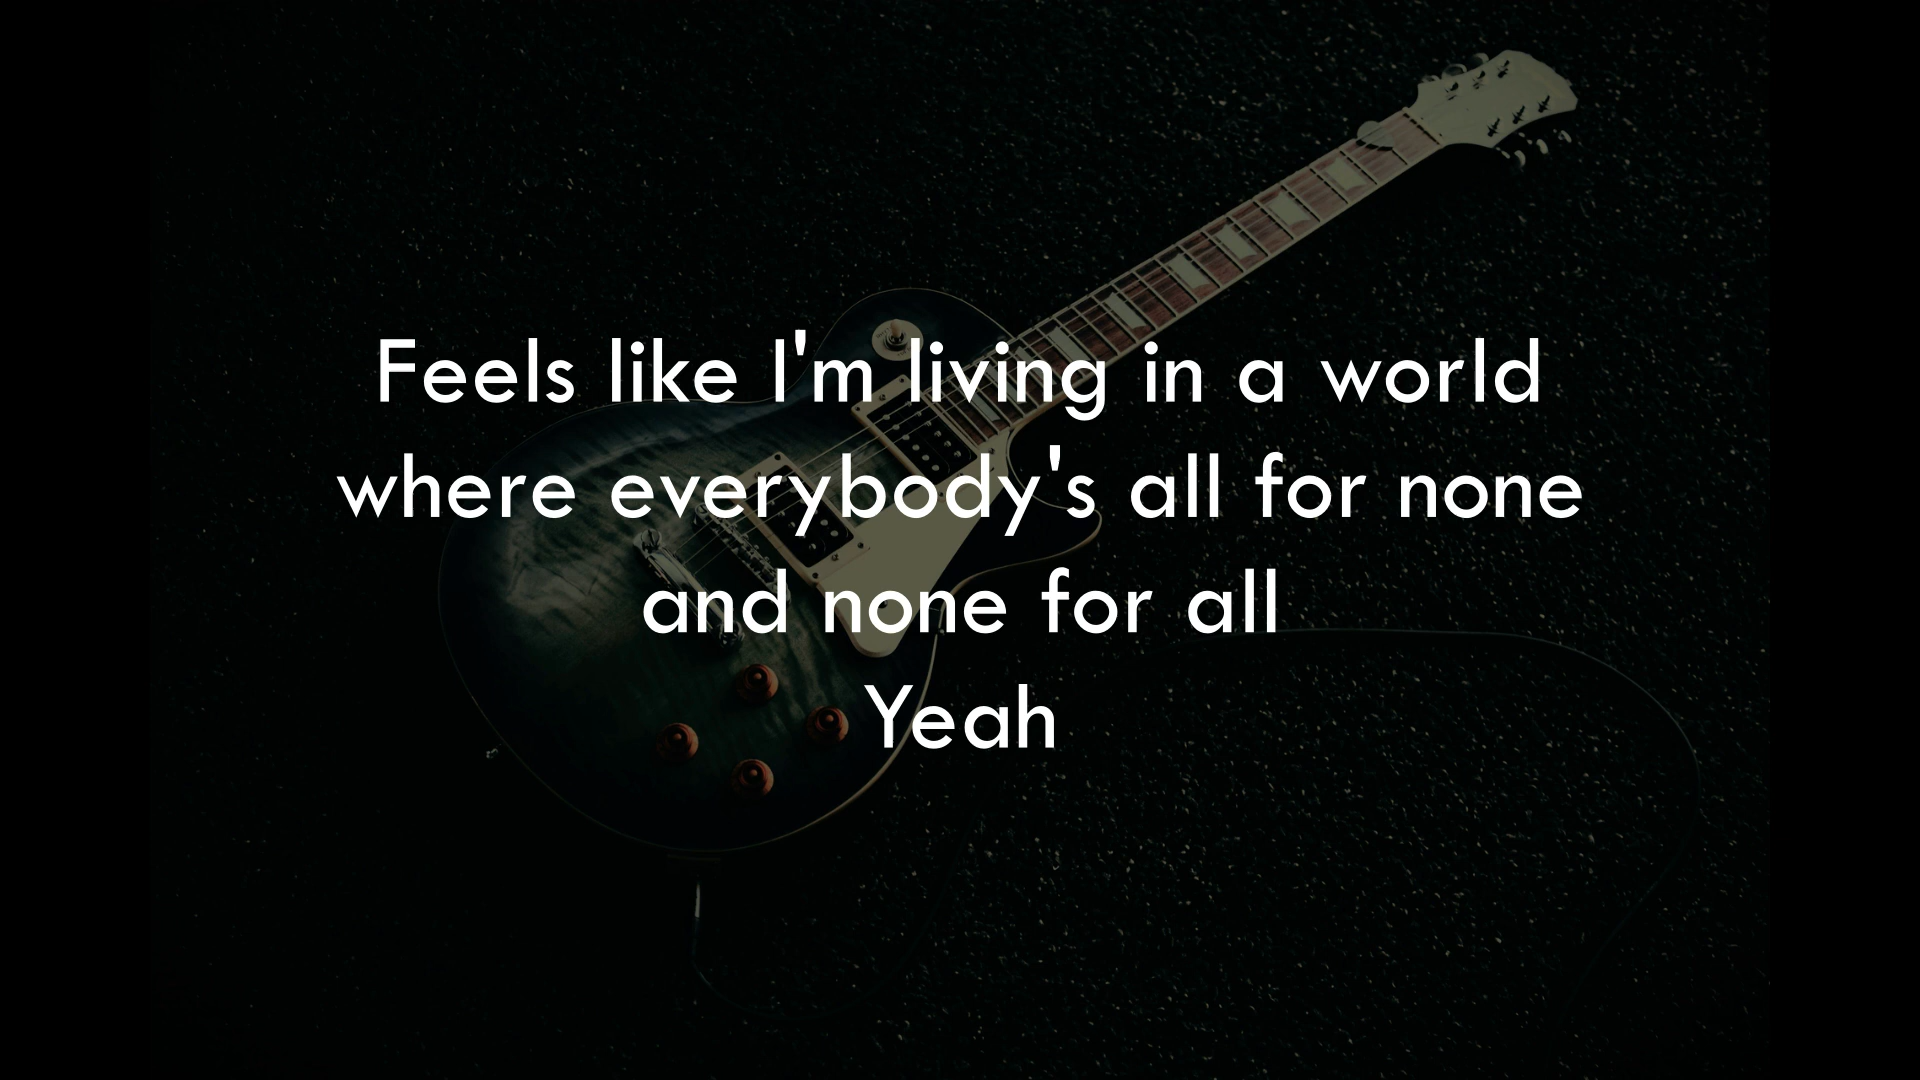 Feels like I'm living in a world
where everybody's all for none
and none for all
Yeah